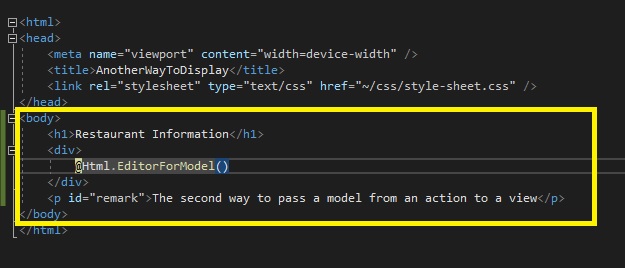 <html>
<head>
<meta name="viewport" content="width=device-width" />
<title>AnotherWayToDisplay</title>
<link rel="stylesheet" type="text/css" href="~/css/style-sheet.css" />
</head>
<body>
<h1>Restaurant Information</h1>
<div>
@Html.EditorForModel()
</div>
<p id="remark">The second way to pass a model from an action to a view</p>
</body>
</html>